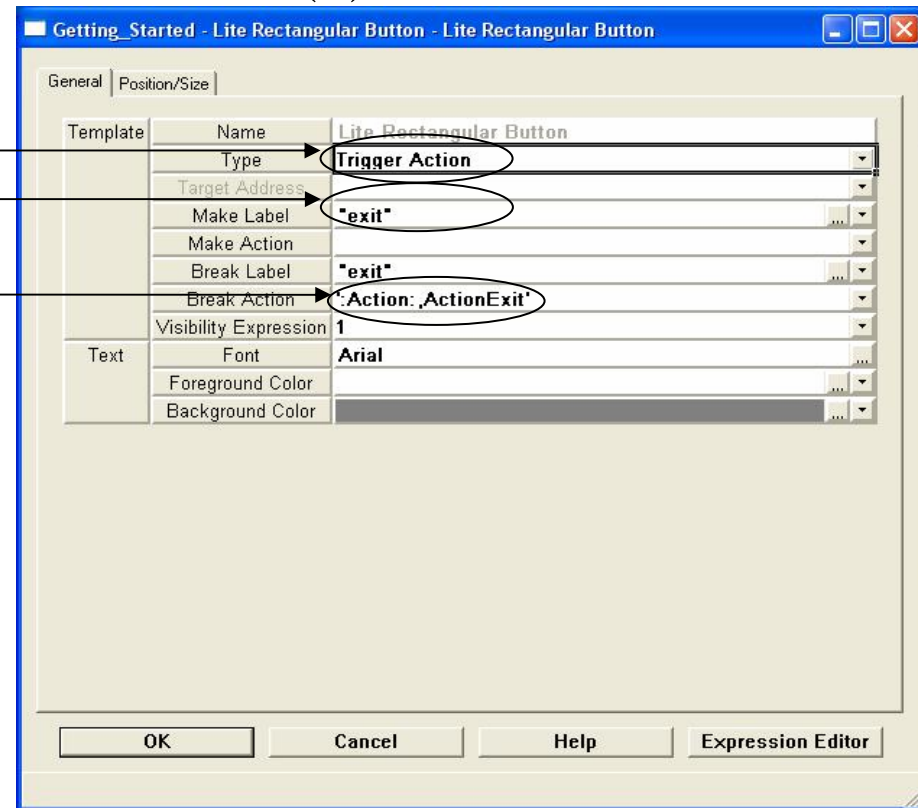 Getting_Started - Lite Rectangular Button - Lite Rectangular Button
General Position/Size
Template Name Lite Rectangular Button
Type Trigger Action
Target Address
Make Label "exit" ...
Make Action
Break Label "exit" ...
Break Action ':Action: ,ActionExit'
Visibility Expression 1
Text Font Arial ...
Foreground Color ...
Background Color ...
OK Cancel Help Expression Editor